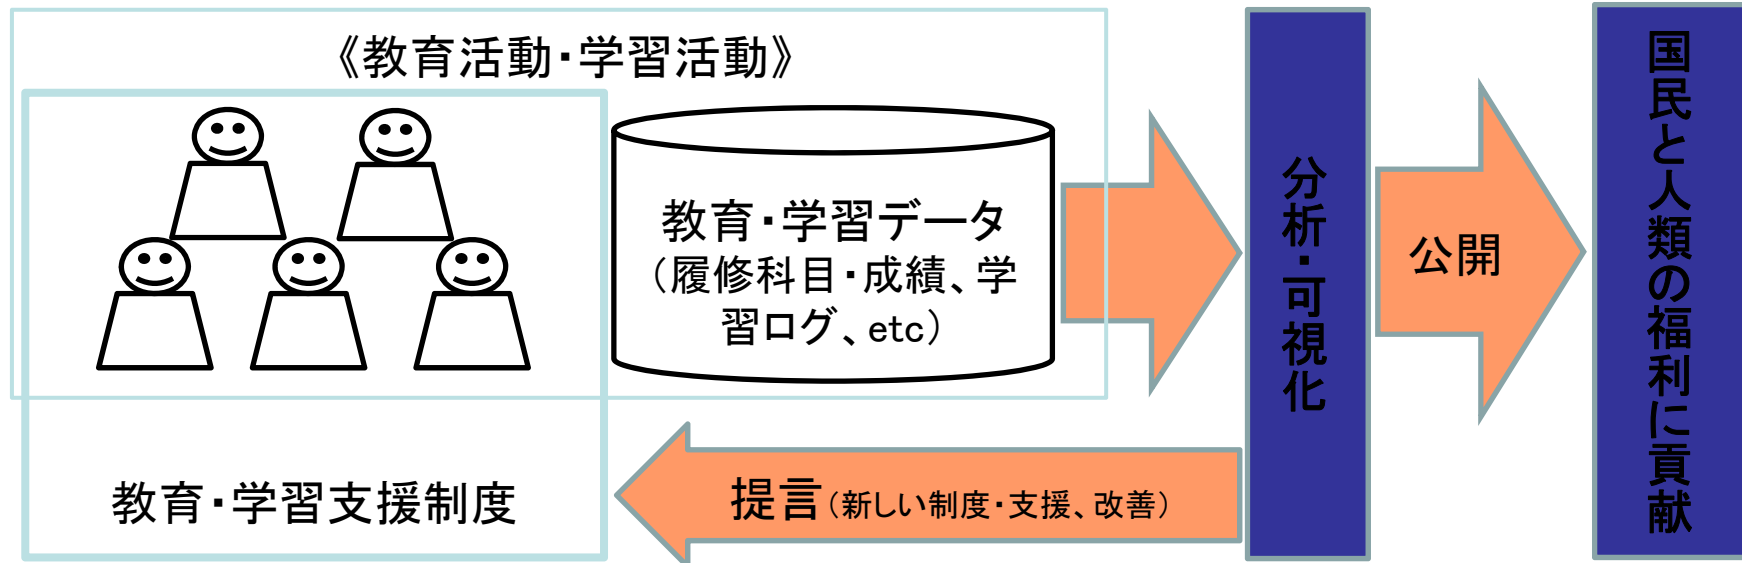 《教育活動・学習活動》
教育・学習データ
（履修科目・成績、学
習ログ、etc）
教育・学習支援制度
提言（新しい制度・支援、改善）
分析・可視化
公開
国民と人類の福利に貢献